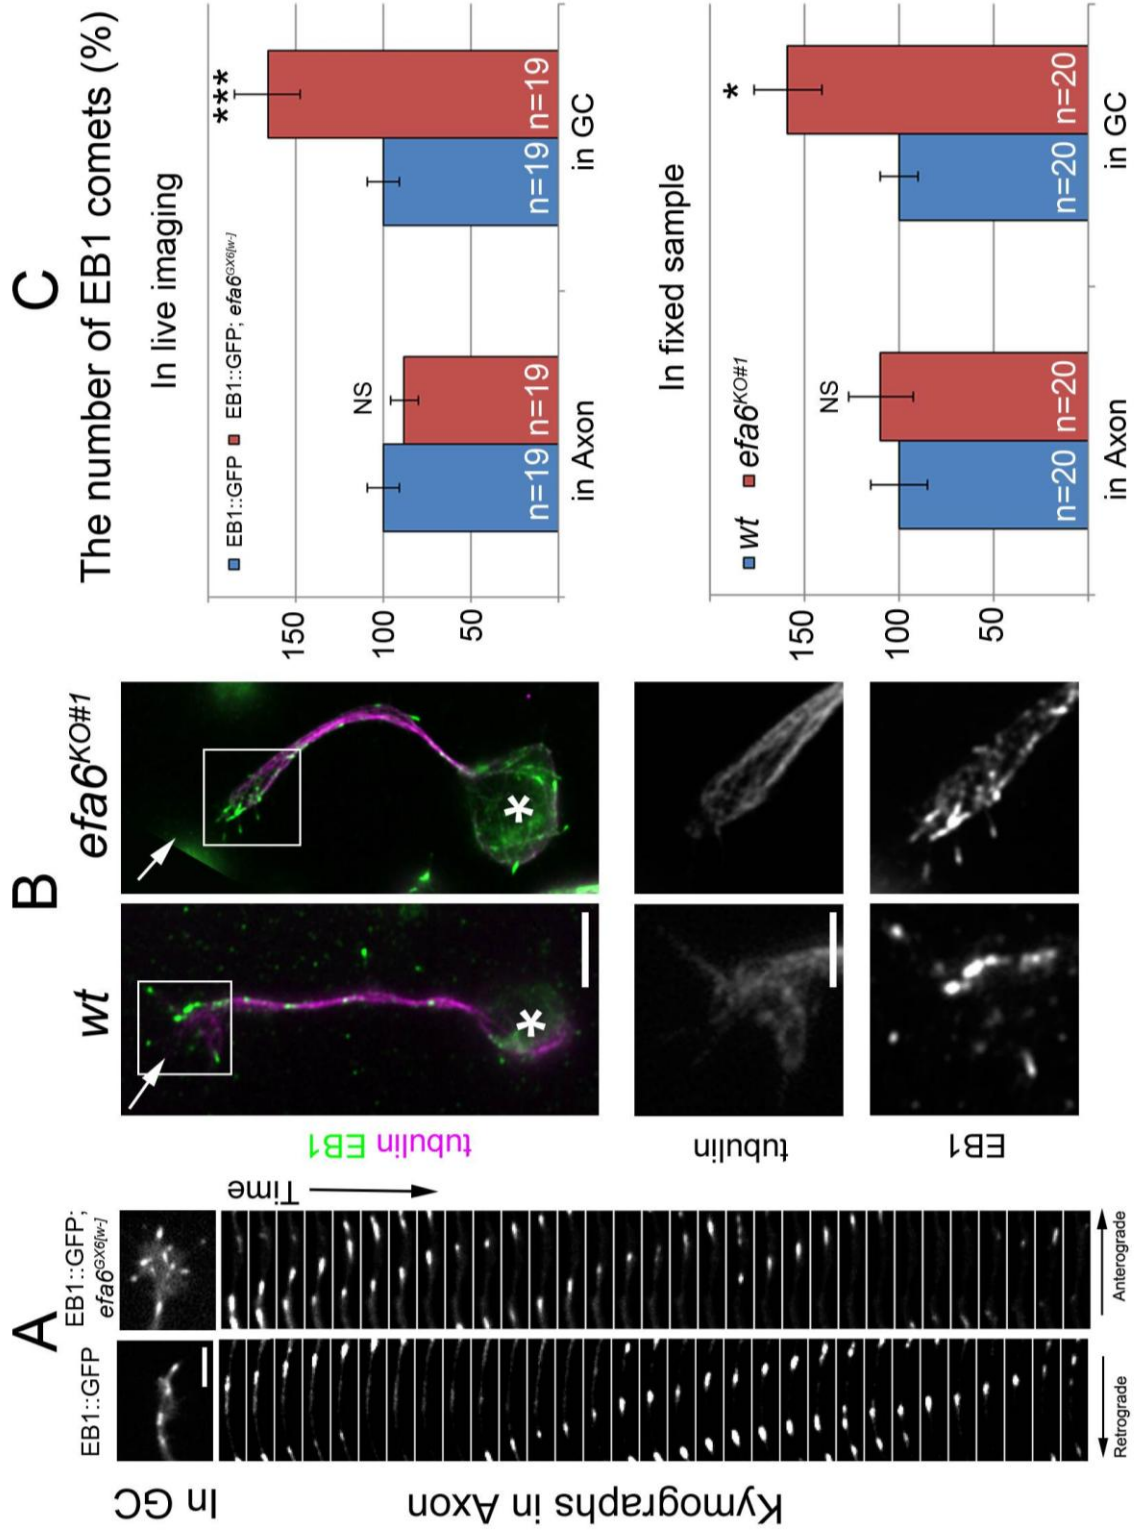 A
EB1::GFP
EB1::GFP;
efa6GX6[w-]
In GC
Kymographs in Axon
Time
Retrograde
Anterograde
B
wt
efa6KO#1
tubulin EB1
*
*
tubulin
EB1
C
The number of EB1 comets (%)
In live imaging
EB1::GFP
EB1::GFP; efa6GX6[w-]
150
100
50
NS
***
n=19
n=19
n=19
n=19
in Axon
in GC
In fixed sample
wt
efa6KO#1
150
100
50
NS
*
n=20
n=20
n=20
n=20
in Axon
in GC